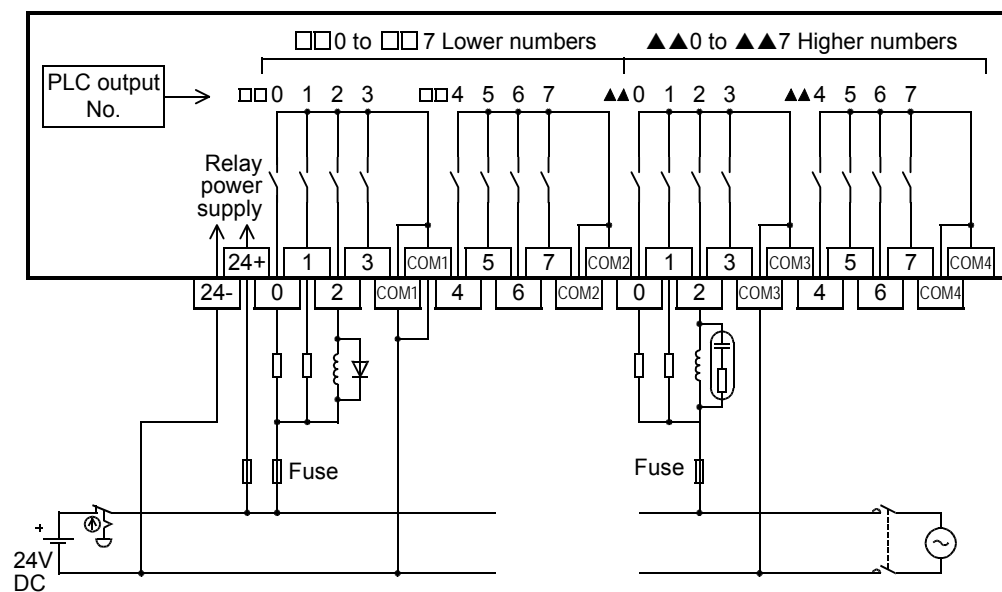 □□0 to □□7 Lower numbers ▲▲0 to ▲▲7 Higher numbers
PLC output
No.
□□0 1 2 3 □□4 5 6 7 ▲▲0 1 2 3 ▲▲4 5 6 7
Relay
power
supply
24+ 1 3 COM1 5 7 COM2 1 3 COM3 5 7 COM4
24- 0 2 COM1 4 6 COM2 0 2 COM3 4 6 COM4
Fuse Fuse
+
24V
DC